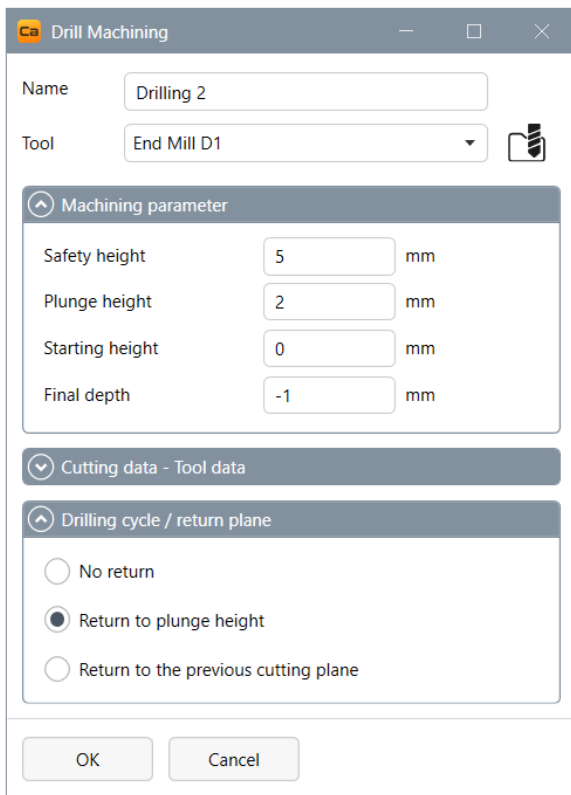 Ca Drill Machining
Name Drilling 2
Tool End Mill D1
Machining parameter
Safety height 5 mm
Plunge height 2 mm
Starting height 0 mm
Final depth -1 mm
Cutting data - Tool data
Drilling cycle / return plane
No return
Return to plunge height
Return to the previous cutting plane
OK Cancel